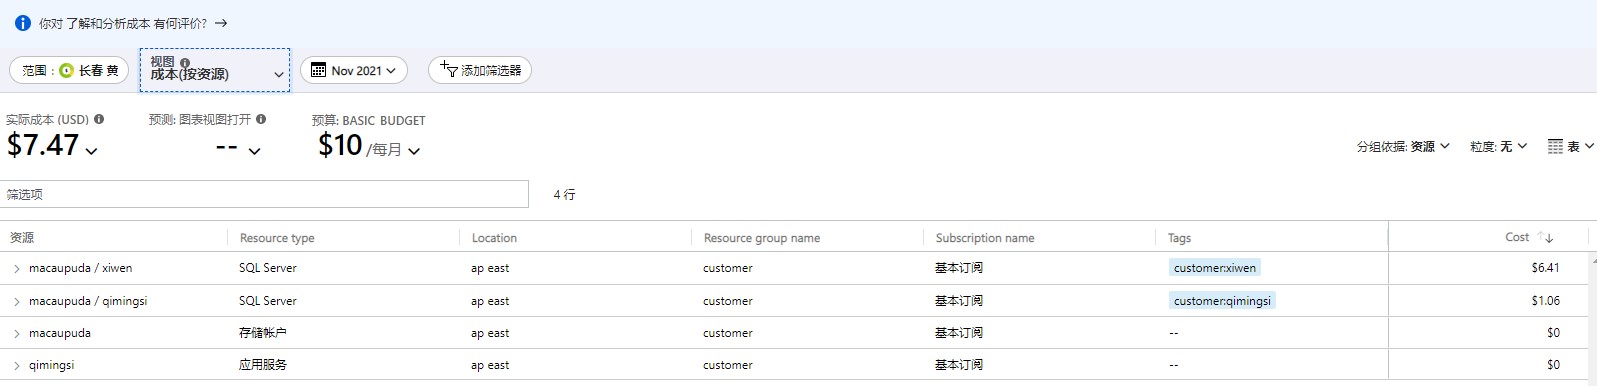 你对 了解和分析成本 有何评价? →
范围 : 长春 黄
视图
成本(按资源)
Nov 2021
添加筛选器
实际成本 (USD)
$7.47
预测: 图表视图打开
--
预算: BASIC BUDGET
$10 /每月
分组依据: 资源
粒度: 无
表
筛选项
4 行
资源 Resource type Location Resource group name Subscription name Tags Cost ↑↓
macaupuda / xiwen SQL Server ap east customer 基本订阅 customer:xiwen $6.41
macaupuda / qimingsi SQL Server ap east customer 基本订阅 customer:qimingsi $1.06
macaupuda 存储帐户 ap east customer 基本订阅 -- $0
qimingsi 应用服务 ap east customer 基本订阅 -- $0